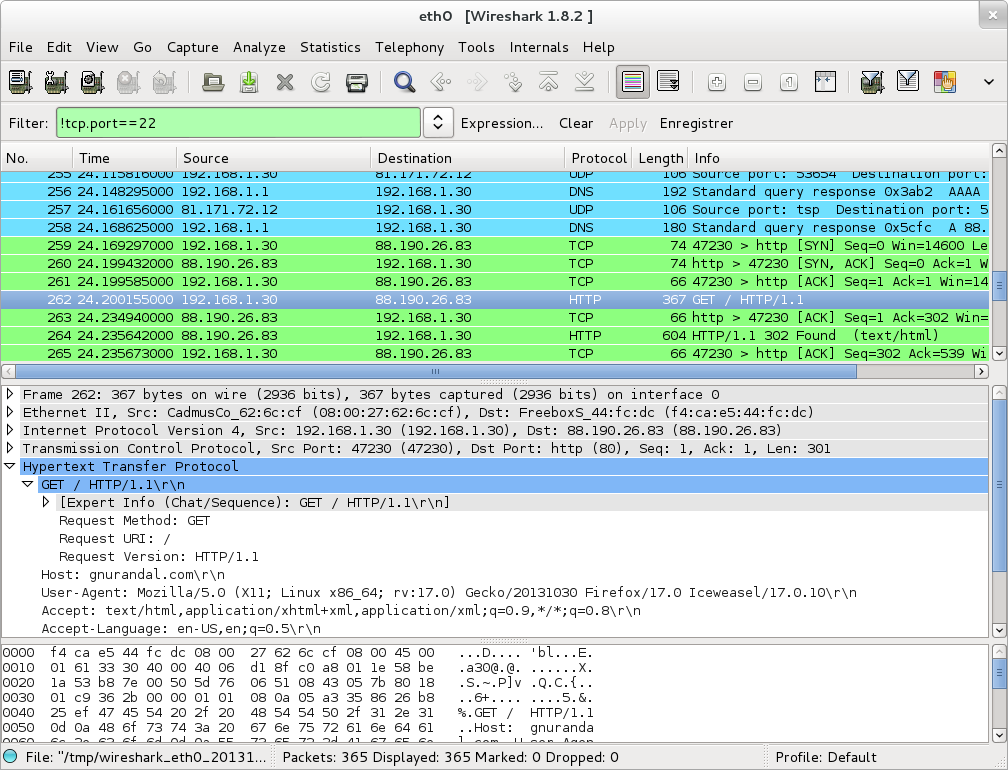 eth0 [Wireshark 1.8.2 ]
File Edit View Go Capture Analyze Statistics Telephony Tools Internals Help
Filter: !tcp.port==22 Expression... Clear Apply Enregistrer
No. Time Source Destination Protocol Length Info
255 24.115816000 192.168.1.30 81.171.72.12 UDP 106 Source port: 53654 Destination port:
256 24.148295000 192.168.1.1 192.168.1.30 DNS 192 Standard query response 0x3ab2 AAAA
257 24.161656000 81.171.72.12 192.168.1.30 UDP 106 Source port: tsp Destination port: 5
258 24.168625000 192.168.1.1 192.168.1.30 DNS 180 Standard query response 0x5cfc A 88.
259 24.169297000 192.168.1.30 88.190.26.83 TCP 74 47230 > http [SYN] Seq=0 Win=14600 Le
260 24.199432000 88.190.26.83 192.168.1.30 TCP 74 http > 47230 [SYN, ACK] Seq=0 Ack=1 W
261 24.199585000 192.168.1.30 88.190.26.83 TCP 66 47230 > http [ACK] Seq=1 Ack=1 Win=14
262 24.200155000 192.168.1.30 88.190.26.83 HTTP 367 GET / HTTP/1.1
263 24.234940000 88.190.26.83 192.168.1.30 TCP 66 http > 47230 [ACK] Seq=1 Ack=302 Win=
264 24.235642000 88.190.26.83 192.168.1.30 HTTP 604 HTTP/1.1 302 Found (text/html)
265 24.235673000 192.168.1.30 88.190.26.83 TCP 66 47230 > http [ACK] Seq=302 Ack=539 Wi
Frame 262: 367 bytes on wire (2936 bits), 367 bytes captured (2936 bits) on interface 0
Ethernet II, Src: CadmusCo_62:6c:cf (08:00:27:62:6c:cf), Dst: FreeboxS_44:fc:dc (f4:ca:e5:44:fc:dc)
Internet Protocol Version 4, Src: 192.168.1.30 (192.168.1.30), Dst: 88.190.26.83 (88.190.26.83)
Transmission Control Protocol, Src Port: 47230 (47230), Dst Port: http (80), Seq: 1, Ack: 1, Len: 301
Hypertext Transfer Protocol
GET / HTTP/1.1\r\n
[Expert Info (Chat/Sequence): GET / HTTP/1.1\r\n]
Request Method: GET
Request URI: /
Request Version: HTTP/1.1
Host: gnurandal.com\r\n
User-Agent: Mozilla/5.0 (X11; Linux x86_64; rv:17.0) Gecko/20131030 Firefox/17.0 Iceweasel/17.0.10\r\n
Accept: text/html,application/xhtml+xml,application/xml;q=0.9,*/*;q=0.8\r\n
Accept-Language: en-US,en;q=0.5\r\n
0000 f4 ca e5 44 fc dc 08 00 27 62 6c cf 08 00 45 00 ...D.... 'bl...E.
0010 01 61 33 30 40 00 40 06 d1 8f c0 a8 01 1e 58 be .a30@.@. ......X.
0020 1a 53 b8 7e 00 50 5d 76 06 51 08 43 05 7b 80 18 .S.~.P]v .Q.C.{..
0030 01 c9 36 2b 00 00 01 01 08 0a 05 a3 35 86 26 b8 ..6+.... ....5.&.
0040 25 ef 47 45 54 20 2f 20 48 54 54 50 2f 31 2e 31 %.GET / HTTP/1.1
0050 0d 0a 48 6f 73 74 3a 20 67 6e 75 72 61 6e 64 61 ..Host: gnuranda
File: "/tmp/wireshark_eth0_20131... Packets: 365 Displayed: 365 Marked: 0 Dropped: 0 Profile: Default